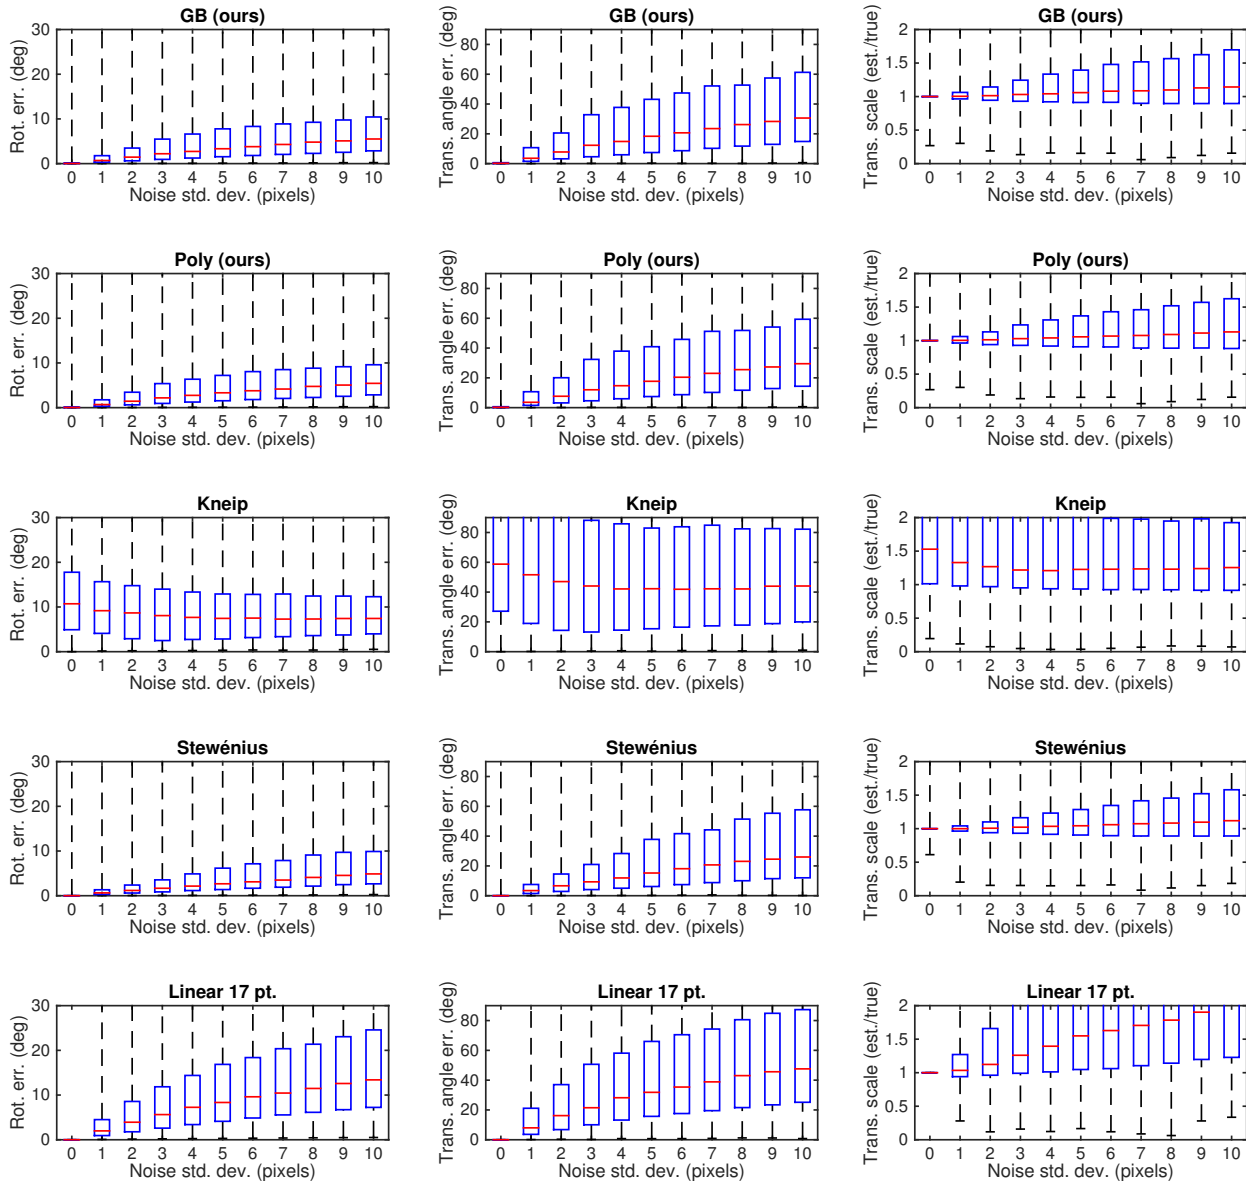 GB (ours)
30
20
10
0
Rot. err. (deg)
0 1 2 3 4 5 6 7 8 9 10
Noise std. dev. (pixels)
GB (ours)
80
60
40
20
0
Trans. angle err. (deg)
0 1 2 3 4 5 6 7 8 9 10
Noise std. dev. (pixels)
GB (ours)
2
1.5
1
0.5
0
Trans. scale (est./true)
0 1 2 3 4 5 6 7 8 9 10
Noise std. dev. (pixels)
Poly (ours)
30
20
10
0
Rot. err. (deg)
0 1 2 3 4 5 6 7 8 9 10
Noise std. dev. (pixels)
Poly (ours)
80
60
40
20
0
Trans. angle err. (deg)
0 1 2 3 4 5 6 7 8 9 10
Noise std. dev. (pixels)
Poly (ours)
2
1.5
1
0.5
0
Trans. scale (est./true)
0 1 2 3 4 5 6 7 8 9 10
Noise std. dev. (pixels)
Kneip
30
20
10
0
Rot. err. (deg)
0 1 2 3 4 5 6 7 8 9 10
Noise std. dev. (pixels)
Kneip
80
60
40
20
0
Trans. angle err. (deg)
0 1 2 3 4 5 6 7 8 9 10
Noise std. dev. (pixels)
Kneip
2
1.5
1
0.5
0
Trans. scale (est./true)
0 1 2 3 4 5 6 7 8 9 10
Noise std. dev. (pixels)
Stewénius
30
20
10
0
Rot. err. (deg)
0 1 2 3 4 5 6 7 8 9 10
Noise std. dev. (pixels)
Stewénius
80
60
40
20
0
Trans. angle err. (deg)
0 1 2 3 4 5 6 7 8 9 10
Noise std. dev. (pixels)
Stewénius
2
1.5
1
0.5
0
Trans. scale (est./true)
0 1 2 3 4 5 6 7 8 9 10
Noise std. dev. (pixels)
Linear 17 pt.
30
20
10
0
Rot. err. (deg)
0 1 2 3 4 5 6 7 8 9 10
Noise std. dev. (pixels)
Linear 17 pt.
80
60
40
20
0
Trans. angle err. (deg)
0 1 2 3 4 5 6 7 8 9 10
Noise std. dev. (pixels)
Linear 17 pt.
2
1.5
1
0.5
0
Trans. scale (est./true)
0 1 2 3 4 5 6 7 8 9 10
Noise std. dev. (pixels)